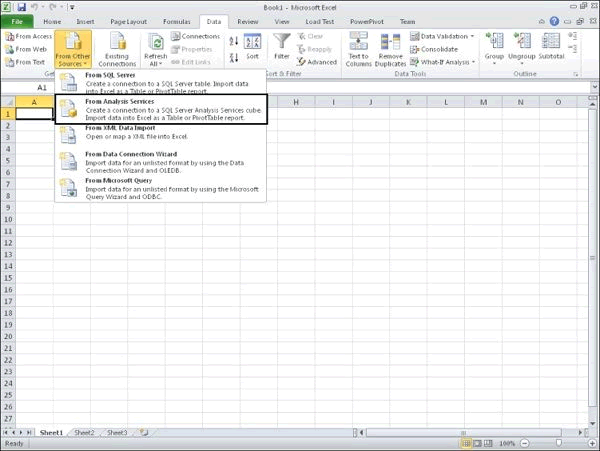 Book1 - Microsoft Excel
File Home Insert Page Layout Formulas Data Review View Load Test PowerPivot Team
From Access
From Web
From Text
From Other
Sources
Existing
Connections
Refresh
All
Connections
Properties
Edit Links
Sort
Filter
Clear
Reapply
Advanced
Text to
Columns
Remove
Duplicates
Data Validation
Consolidate
What-If Analysis
Group
Ungroup
Subtotal
Sort & Filter
Data Tools
Outline
A1
From SQL Server
Create a connection to a SQL Server table. Import data
into Excel as a Table or PivotTable report.
From Analysis Services
Create a connection to a SQL Server Analysis Services cube.
Import data into Excel as a Table or PivotTable report.
From XML Data Import
Open or map a XML file into Excel.
From Data Connection Wizard
Import data for an unlisted format by using the Data
Connection Wizard and OLEDB.
From Microsoft Query
Import data for an unlisted format by using the Microsoft
Query Wizard and ODBC.
A H I J K L M N O
1
2
3
4
5
6
7
8
9
10
11
12
13
14
15
16
17
18
19
20
21
22
23
24
25
26
27
Sheet1 Sheet2 Sheet3
Ready 100%